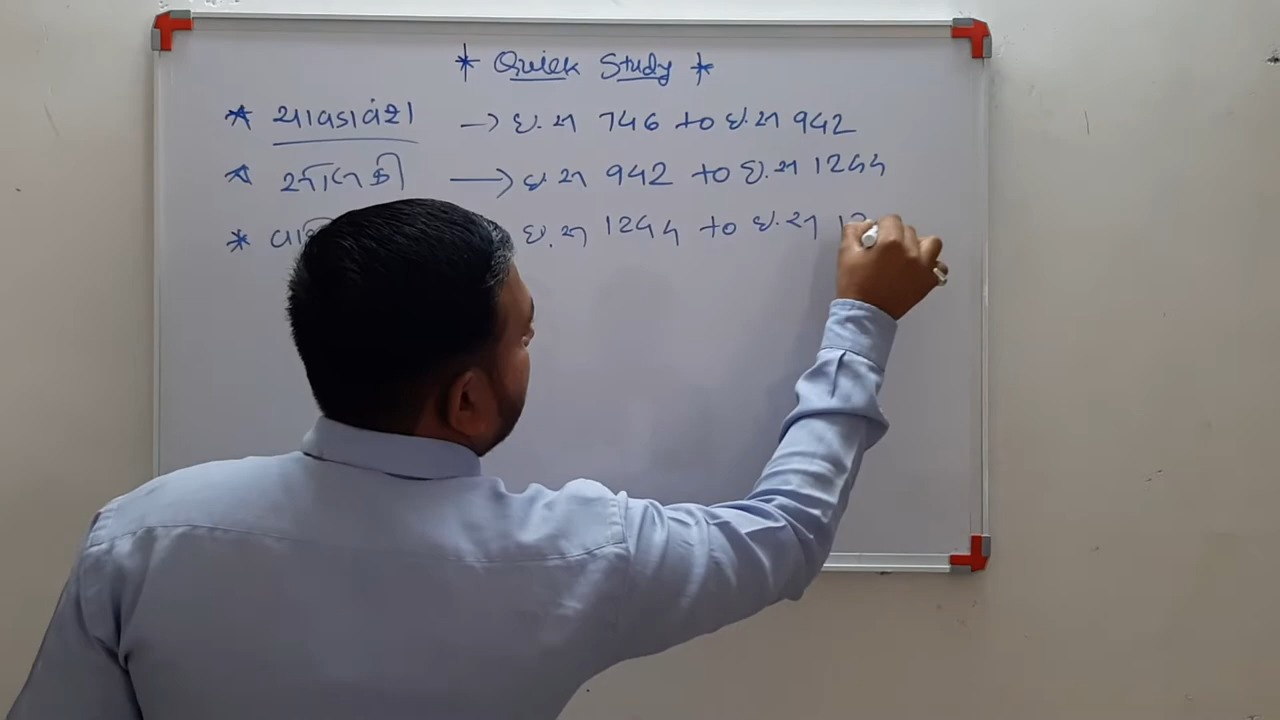 * Quick Study *
* ચાવડાવંશ → ઇ.સ 746 to ઇ.સ 942
* સોલંકી → ઇ.સ 942 to ઇ.સ 1244
* ઇ.સ 1244 to ઇ.સ